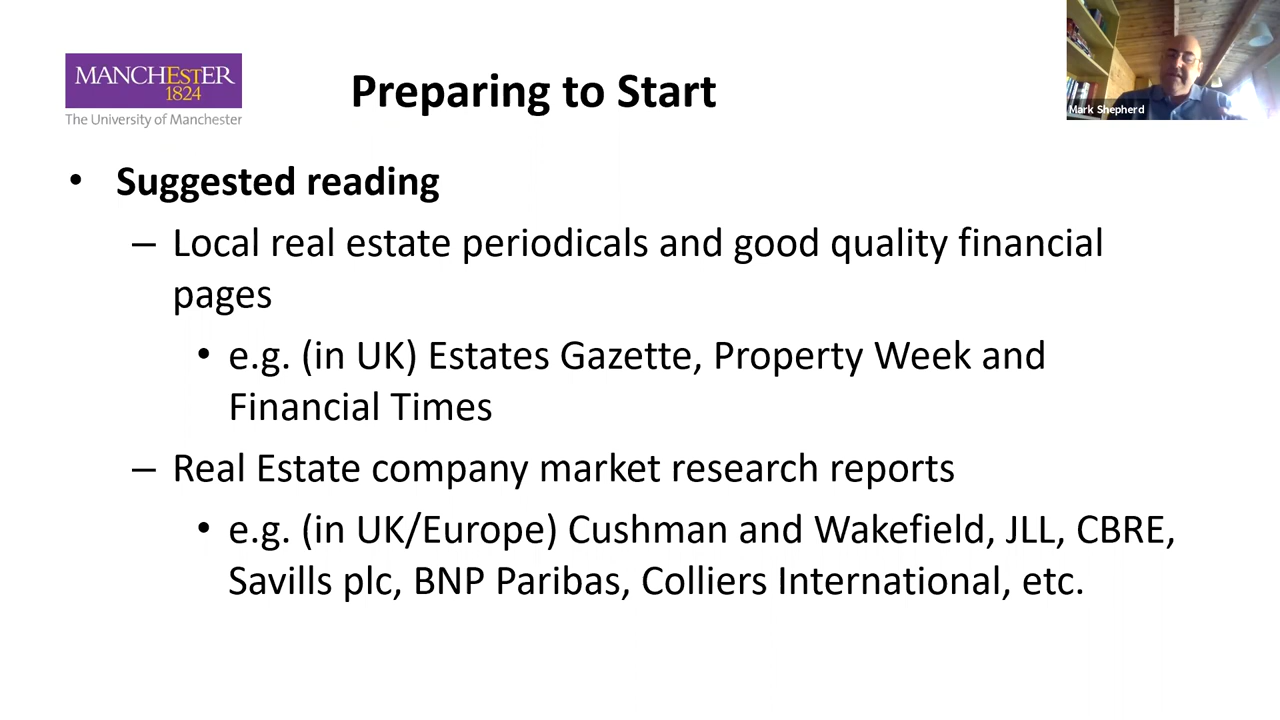 MANCHESTER
1824
The University of Manchester
Preparing to Start
Mark Shepherd
• Suggested reading
– Local real estate periodicals and good quality financial
pages
• e.g. (in UK) Estates Gazette, Property Week and
Financial Times
– Real Estate company market research reports
• e.g. (in UK/Europe) Cushman and Wakefield, JLL, CBRE,
Savills plc, BNP Paribas, Colliers International, etc.